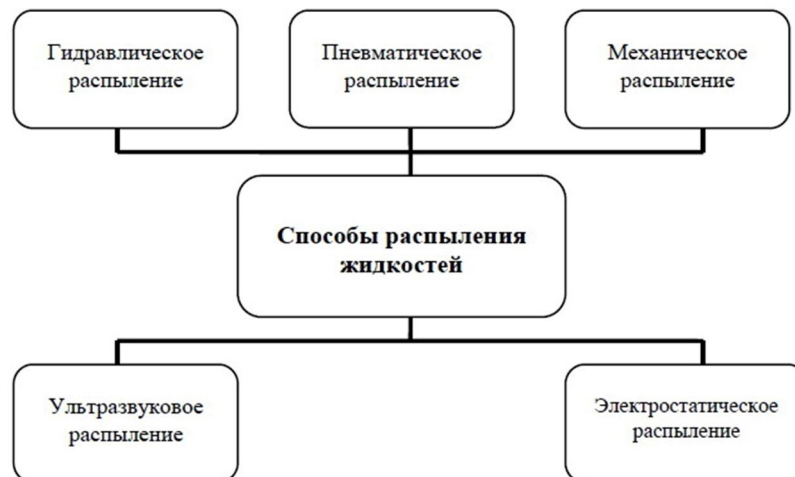 Гидравлическое
распыление
Пневматическое
распыление
Механическое
распыление
Способы распыления
жидкостей
Ультразвуковое
распыление
Электростатическое
распыление